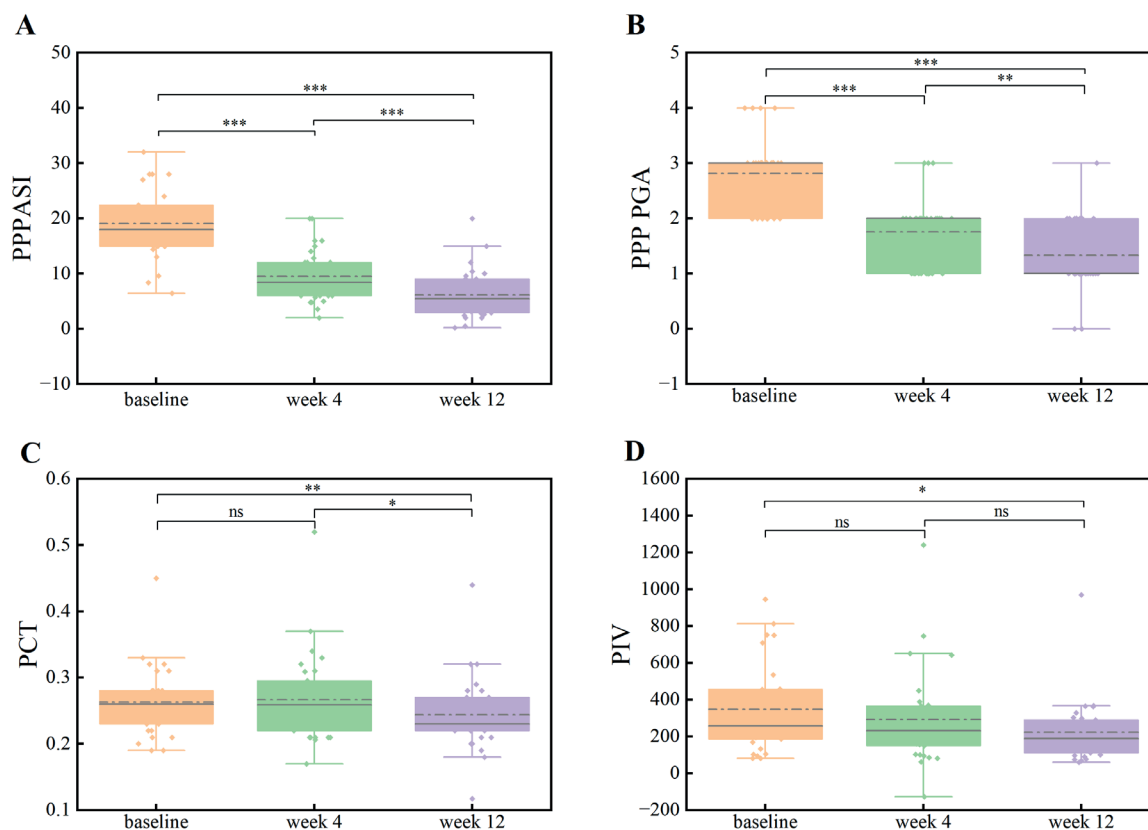 A
PPPASI
50
40
30
20
10
0
−10
***
***
***
baseline
week 4
week 12
B
PPP PGA
5
4
3
2
1
0
−1
***
***
**
baseline
week 4
week 12
C
PCT
0.6
0.5
0.4
0.3
0.2
0.1
**
ns
*
baseline
week 4
week 12
D
PIV
1600
1400
1200
1000
800
600
400
200
0
−200
*
ns
ns
baseline
week 4
week 12